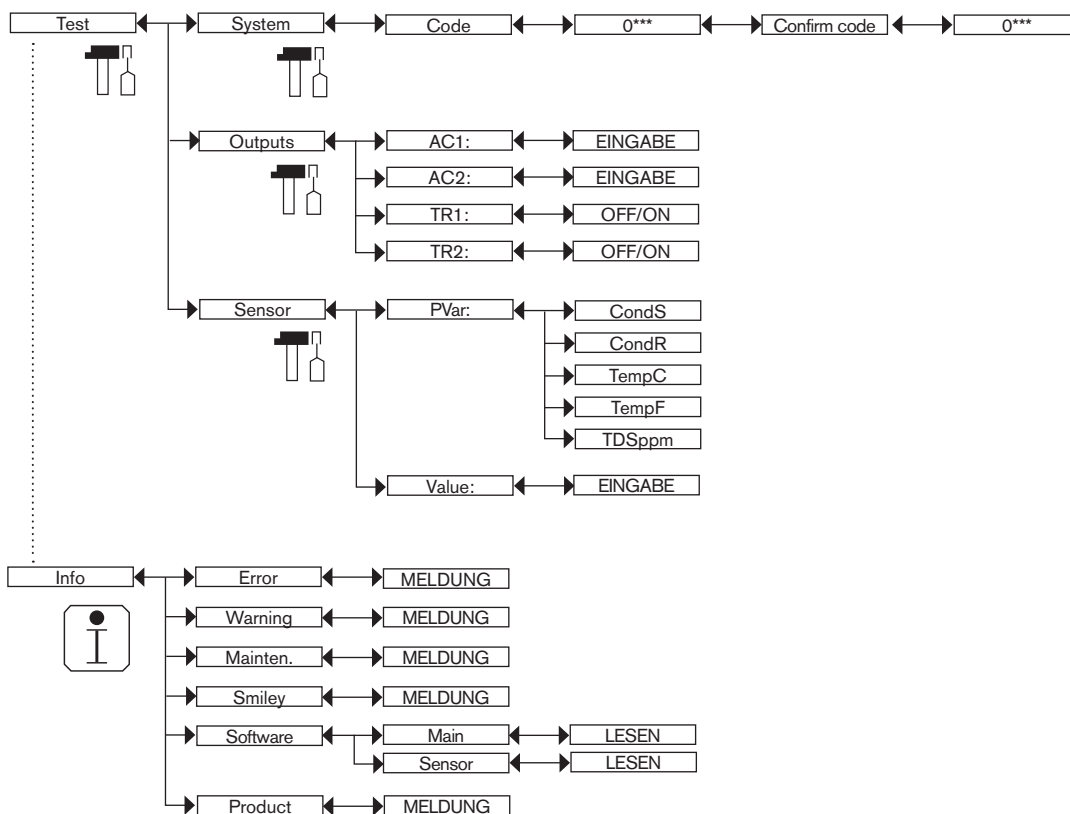 Test System Code 0*** Confirm code 0***
Outputs AC1: EINGABE
AC2: EINGABE
TR1: OFF/ON
TR2: OFF/ON
Sensor PVar: CondS
CondR
TempC
TempF
TDSppm
Value: EINGABE
Info Error MELDUNG
Warning MELDUNG
Mainten. MELDUNG
Smiley MELDUNG
Software Main LESEN
Sensor LESEN
Product MELDUNG